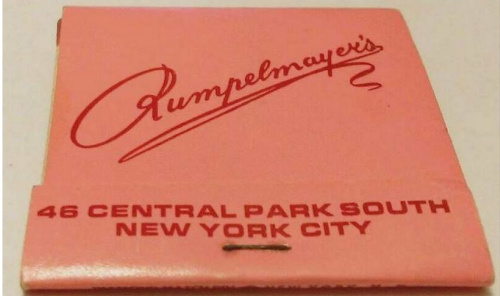 Rumpelmayer's
46 CENTRAL PARK SOUTH
NEW YORK CITY